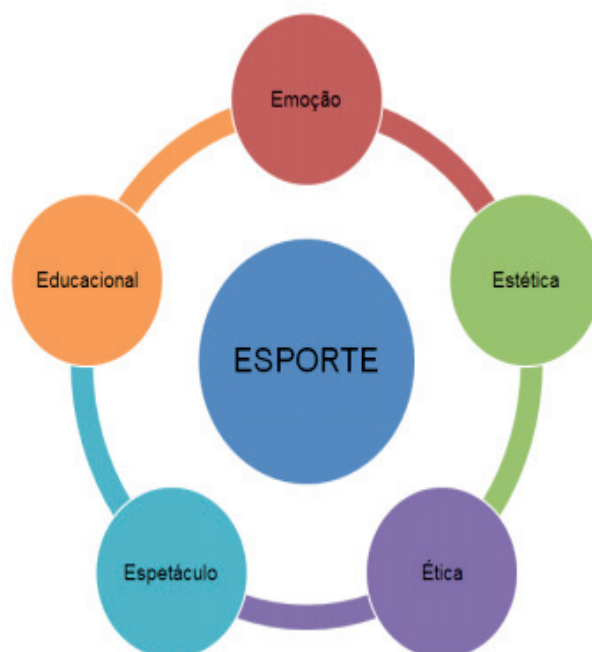 Emoção
Educacional
Estética
ESPORTE
Espetáculo
Ética